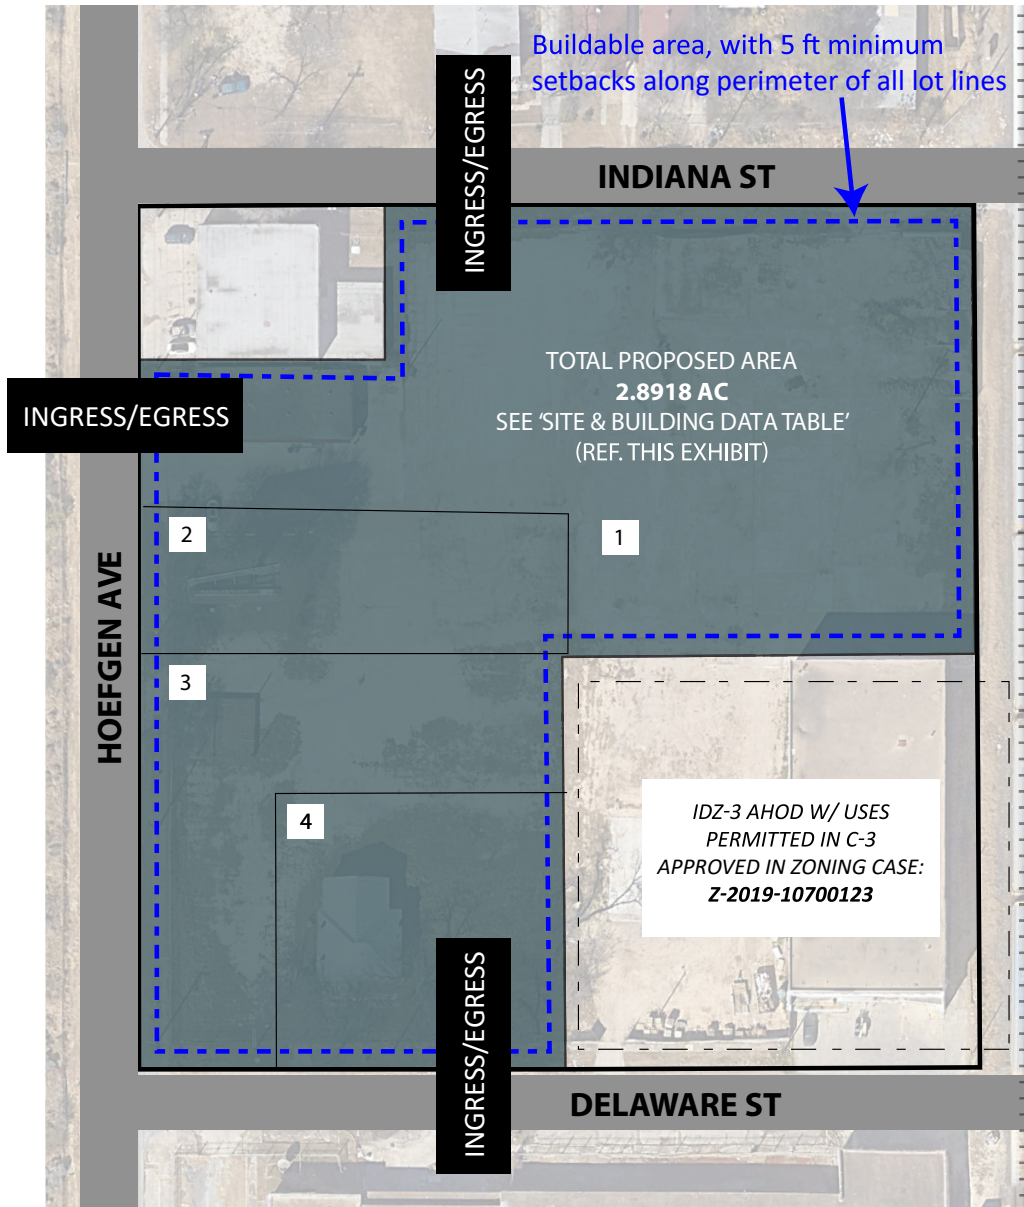 Buildable area, with 5 ft minimum
setbacks along perimeter of all lot lines
INGRESS/EGRESS
INDIANA ST
TOTAL PROPOSED AREA
2.8918 AC
SEE ‘SITE & BUILDING DATA TABLE’
(REF. THIS EXHIBIT)
INGRESS/EGRESS
2
1
HOEFGEN AVE
3
4
IDZ-3 AHOD W/ USES
PERMITTED IN C-3
APPROVED IN ZONING CASE:
Z-2019-10700123
INGRESS/EGRESS
DELAWARE ST